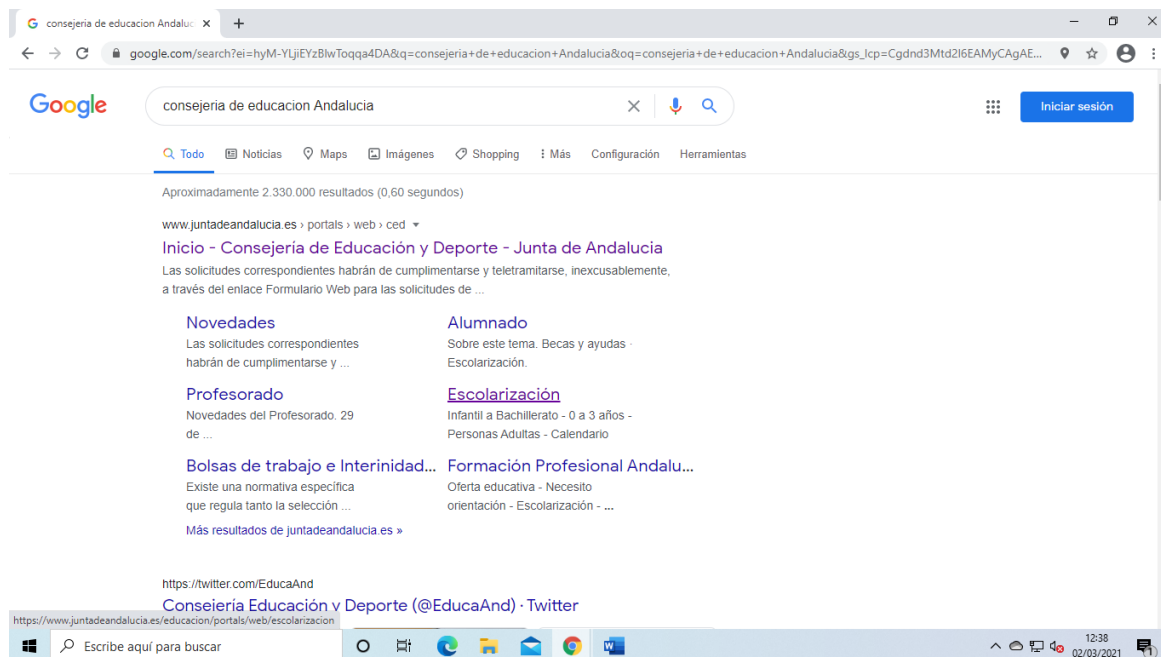 consejeria de educacion Andaluc
google.com/search?ei=hyM-YLjiEYzBlwToqqa4DA&q=consejeria+de+educacion+Andalucia&oq=consejeria+de+educacion+Andalucia&gs_lcp=Cgdnd3Mtd2l6EAMyCAgAE...
Google
consejeria de educacion Andalucia
Iniciar sesión
Todo Noticias Maps Imágenes Shopping Más Configuración Herramientas
Aproximadamente 2.330.000 resultados (0,60 segundos)
www.juntadeandalucia.es › portals › web › ced
Inicio - Consejería de Educación y Deporte - Junta de Andalucia
Las solicitudes correspondientes habrán de cumplimentarse y teletramitarse, inexcusablemente,
a través del enlace Formulario Web para las solicitudes de ...
Novedades
Las solicitudes correspondientes
habrán de cumplimentarse y ...
Alumnado
Sobre este tema. Becas y ayudas ·
Escolarización.
Profesorado
Novedades del Profesorado. 29
de ...
Escolarización
Infantil a Bachillerato - 0 a 3 años -
Personas Adultas - Calendario
Bolsas de trabajo e Interinidad...
Existe una normativa específica
que regula tanto la selección ...
Formación Profesional Andalu...
Oferta educativa - Necesito
orientación - Escolarización - ...
Más resultados de juntadeandalucia.es »
https://twitter.com/EducaAnd
Consejería Educación y Deporte (@EducaAnd) · Twitter
https://www.juntadeandalucia.es/educacion/portals/web/escolarizacion
Escribe aquí para buscar
12:38
02/03/2021
1